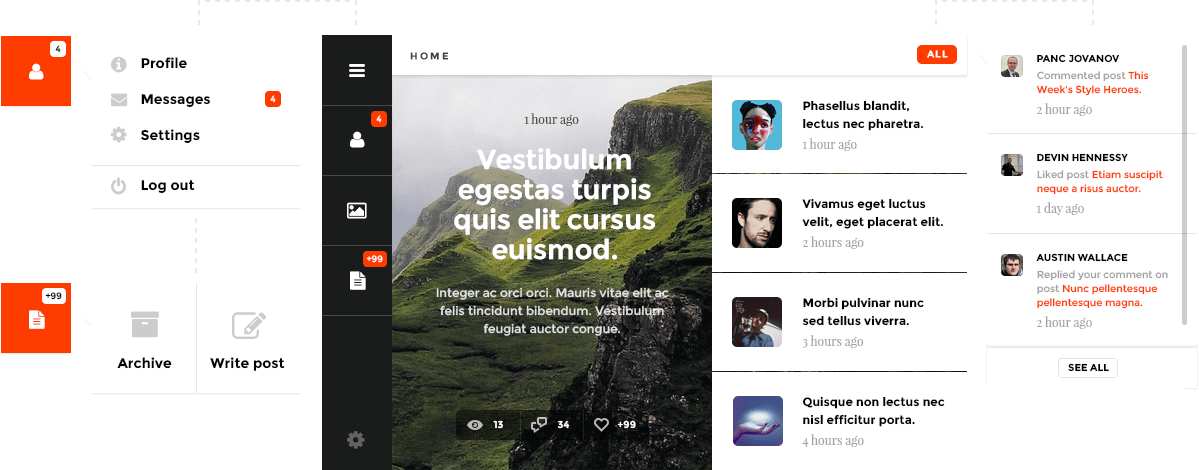 4
Profile
Messages
4
Settings
Log out
+99
Archive
Write post
4
+99
HOME
ALL
1 hour ago
Vestibulum
egestas turpis
quis elit cursus
euismod.
Integer ac orci orci. Mauris vitae elit ac
felis tincidunt bibendum. Vestibulum
feugiat auctor congue.
13
34
+99
Phasellus blandit,
lectus nec pharetra.
1 hour ago
Vivamus eget luctus
velit, eget placerat elit.
2 hours ago
Morbi pulvinar nunc
sed tellus viverra.
3 hours ago
Quisque non lectus nec
nisl efficitur porta.
4 hours ago
PANC JOVANOV
Commented post This
Week's Style Heroes.
2 hour ago
DEVIN HENNESSY
Liked post Etiam suscipit
neque a risus auctor.
1 day ago
AUSTIN WALLACE
Replied your comment on
post Nunc pellentesque
pellentesque magna.
2 hour ago
SEE ALL